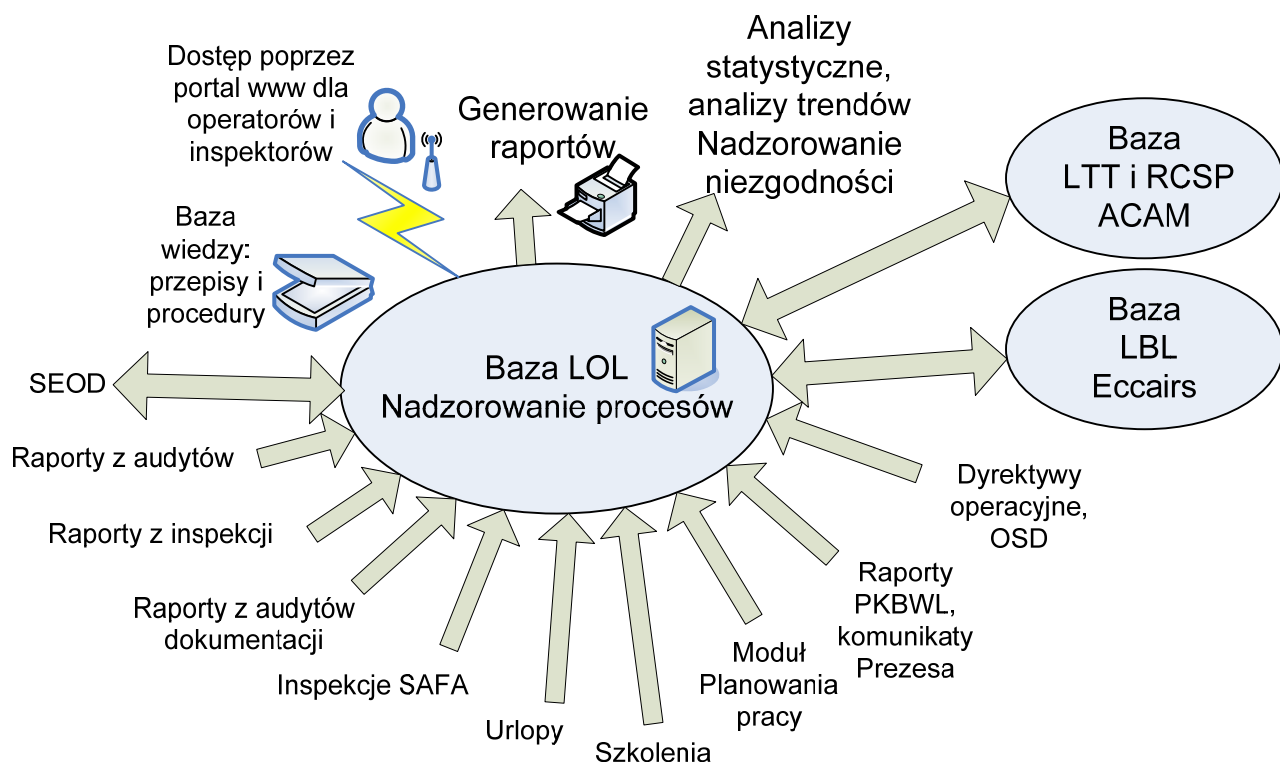 Dostęp poprzez
portal www dla
operatorów i
inspektorów
Generowanie
raportów
Analizy
statystyczne,
analizy trendów
Nadzorowanie
niezgodności
Baza
LTT i RCSP
ACAM
Baza
wiedzy:
przepisy i
procedury
Baza
LBL
Eccairs
Baza LOL
Nadzorowanie procesów
SEOD
Raporty z audytów
Raporty z inspekcji
Raporty z audytów
dokumentacji
Inspekcje SAFA
Urlopy
Szkolenia
Moduł
Planowania
pracy
Raporty
PKBWL,
komunikaty
Prezesa
Dyrektywy
operacyjne,
OSD